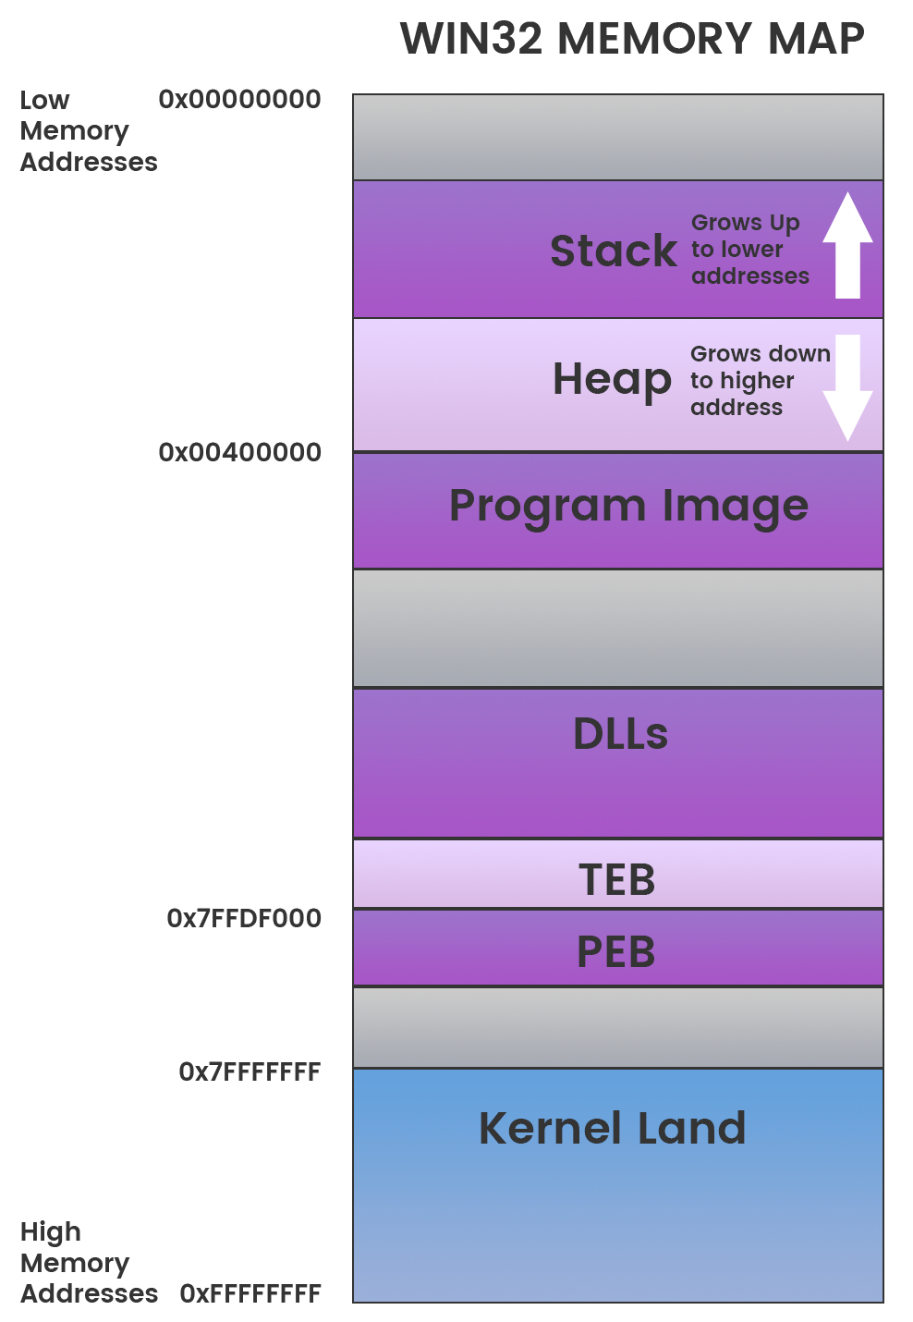 WIN32 MEMORY MAP
Low
Memory
Addresses
0x00000000
Stack
Grows Up
to lower
addresses
Heap
Grows down
to higher
address
0x00400000
Program Image
DLLs
TEB
0x7FFDF000
PEB
0x7FFFFFFF
Kernel Land
High
Memory
Addresses
0xFFFFFFFF